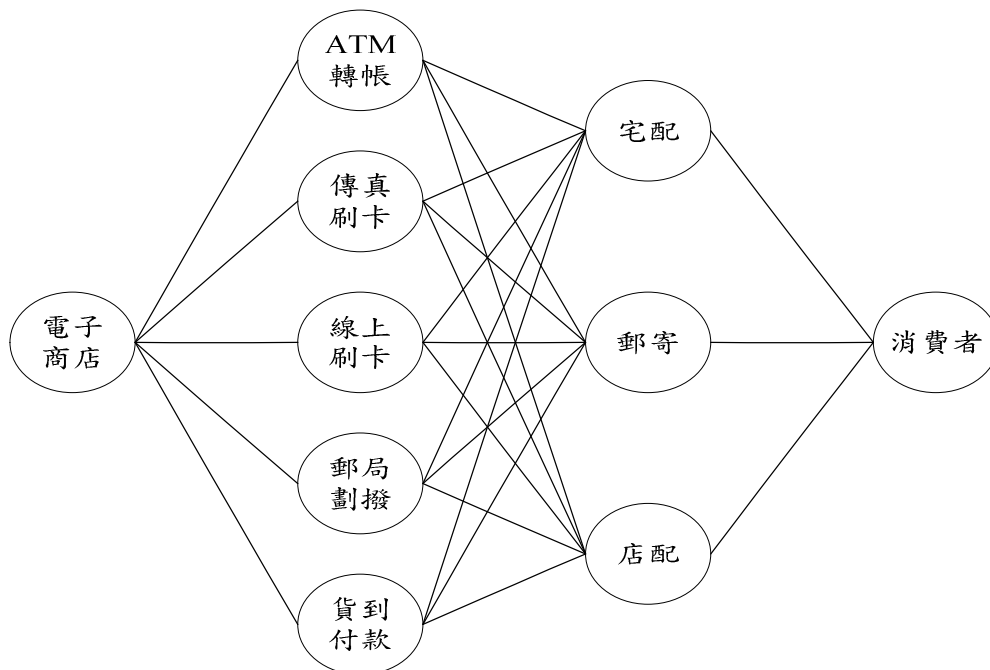 電子
商店
ATM
轉帳
傳真
刷卡
線上
刷卡
郵局
劃撥
貨到
付款
宅配
郵寄
店配
消費者